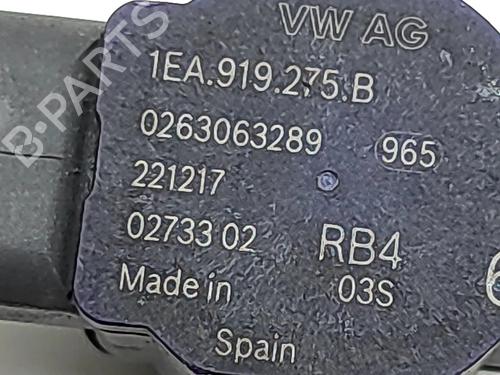 VW AG
1EA.919.275.B
0263063289 965
221217
02733 02 RB4
Made in 03S
Spain
B-PARTS